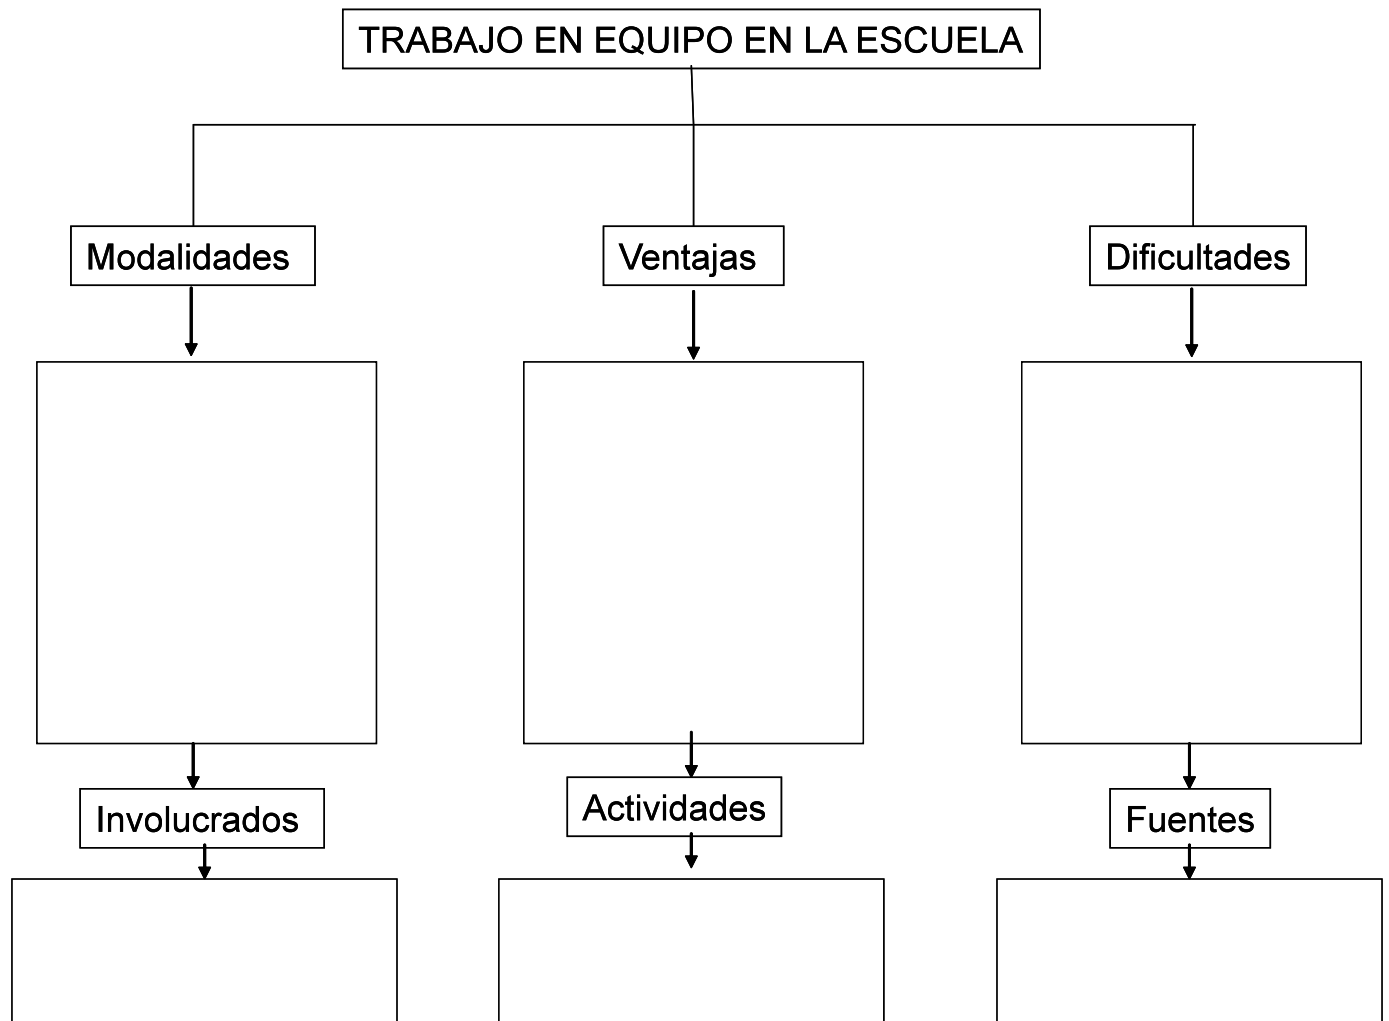 TRABAJO EN EQUIPO EN LA ESCUELA
Modalidades
Ventajas
Dificultades
Involucrados
Actividades
Fuentes